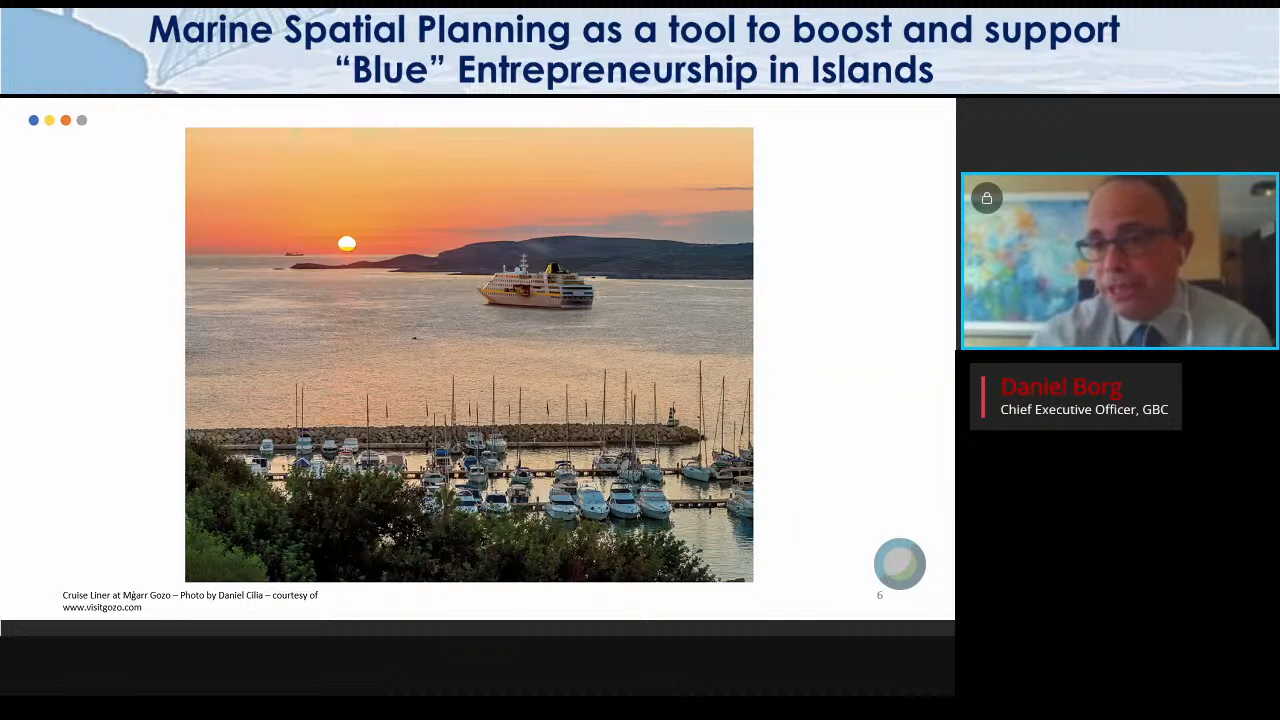 Marine Spatial Planning as a tool to boost and support
“Blue” Entrepreneurship in Islands
Daniel Borg
Chief Executive Officer, GBC
Cruise Liner at Mġarr Gozo – Photo by Daniel Cilia – courtesy of
www.visitgozo.com
6